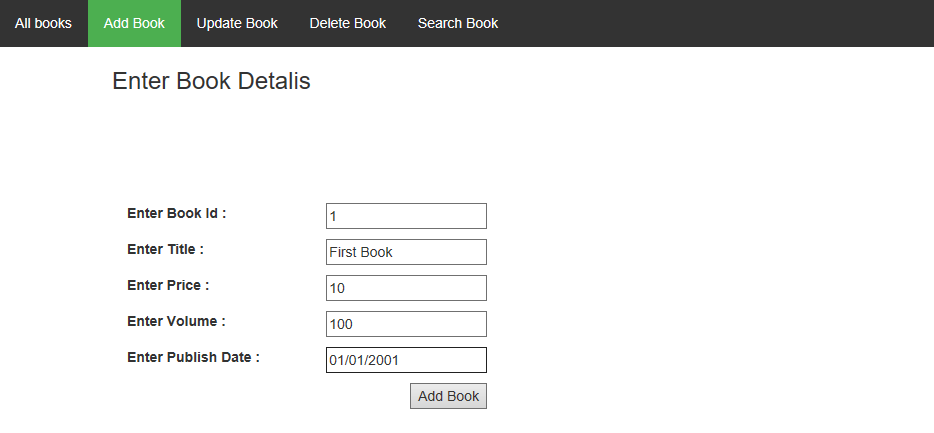 All books Add Book Update Book Delete Book Search Book
Enter Book Detalis
Enter Book Id : 1
Enter Title : First Book
Enter Price : 10
Enter Volume : 100
Enter Publish Date : 01/01/2001
Add Book